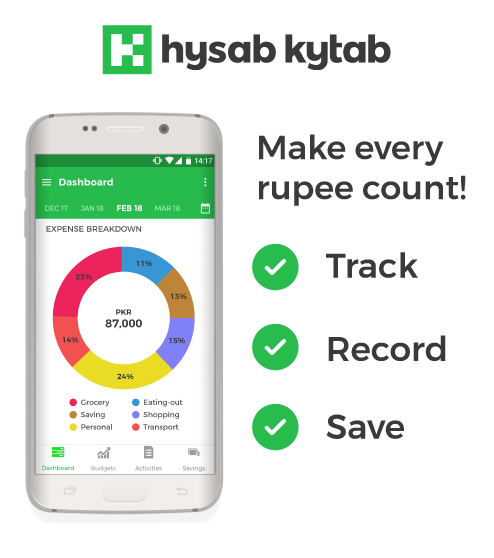 hysab kytab
Make every
rupee count!
Track
Record
Save
14:17
Dashboard
DEC 17 JAN 18 FEB 18 MAR 18
EXPENSE BREAKDOWN
11%
23%
13%
PKR
87,000
14%
15%
24%
Grocery Eating-out
Saving Shopping
Personal Transport
Dashboard Budgets Activities Savings